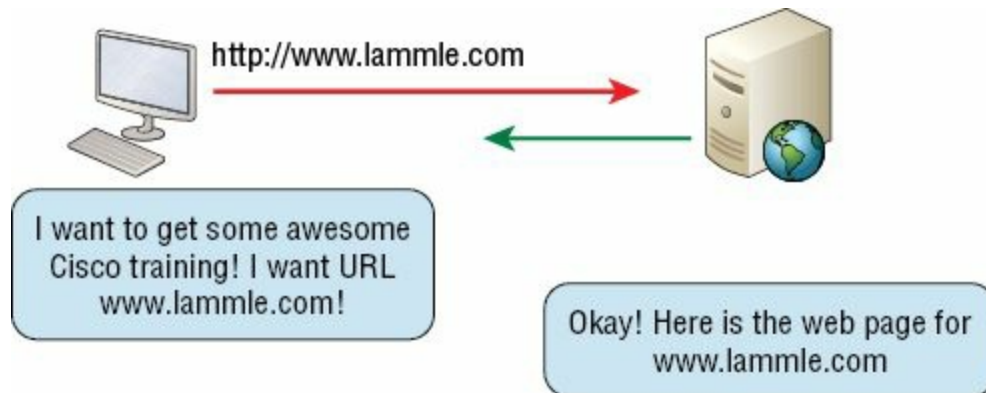 http://www.lammle.com
I want to get some awesome
Cisco training! I want URL
www.lammle.com!
Okay! Here is the web page for
www.lammle.com